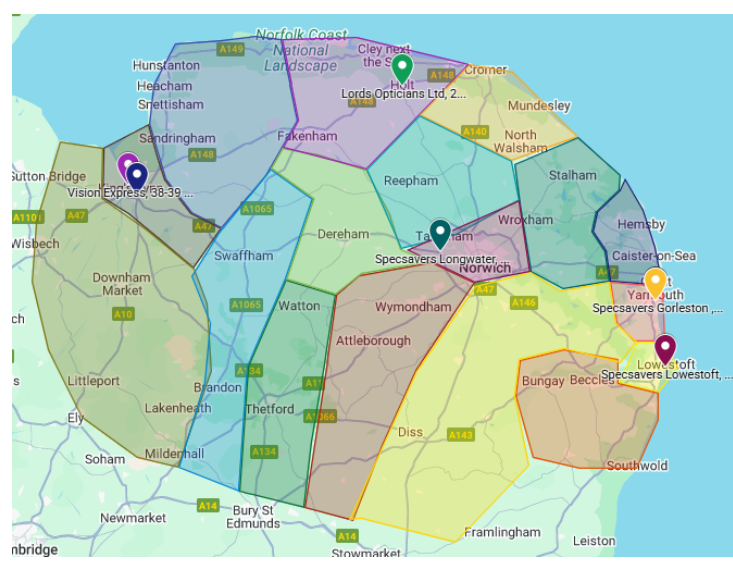 Norfolk Coast
National
Landscape
A149
Cley next
the S
Hunstanton
Cromer
A148
Heacham
Holt
Snettisham
Lords Opticians Ltd, 2...
A148
Mundesley
Sandringham
Fakenham
A140
North
Walsham
A148
Sutton Bridge
Reepham
Stalham
Vision Express, 38-39 ...
A1065
A1101
A47
Wroxham
Hemsby
A47
Dereham
Wisbech
Swaffham
Specsavers Longwater, ...
Caister-on-Sea
Norwich
A47
Downham
Market
A47
Yarmouth
A1065
Watton
Wymondham
A146
Specsavers Gorleston ,...
A10
Attleborough
Lowestoft
Littleport
Brandon
A134
A11
Bungay
Beccles
Specsavers Lowestoft, ...
Lakenheath
Thetford
A1066
Ely
Diss
A143
Soham
Mildenhall
A134
Southwold
Newmarket
A14
Bury St
Edmunds
A14
Framlingham
Leiston
mbridge
Stowmarket